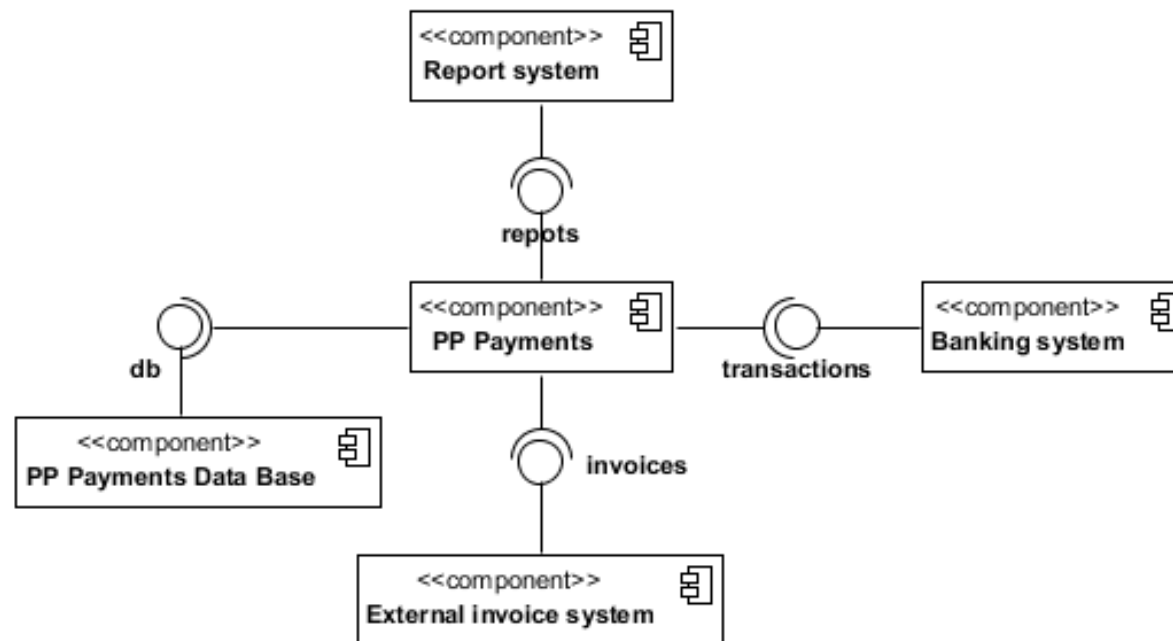 <<component>>
Report system
repots
<<component>>
PP Payments
<<component>>
Banking system
db
transactions
<<component>>
PP Payments Data Base
invoices
<<component>>
External invoice system